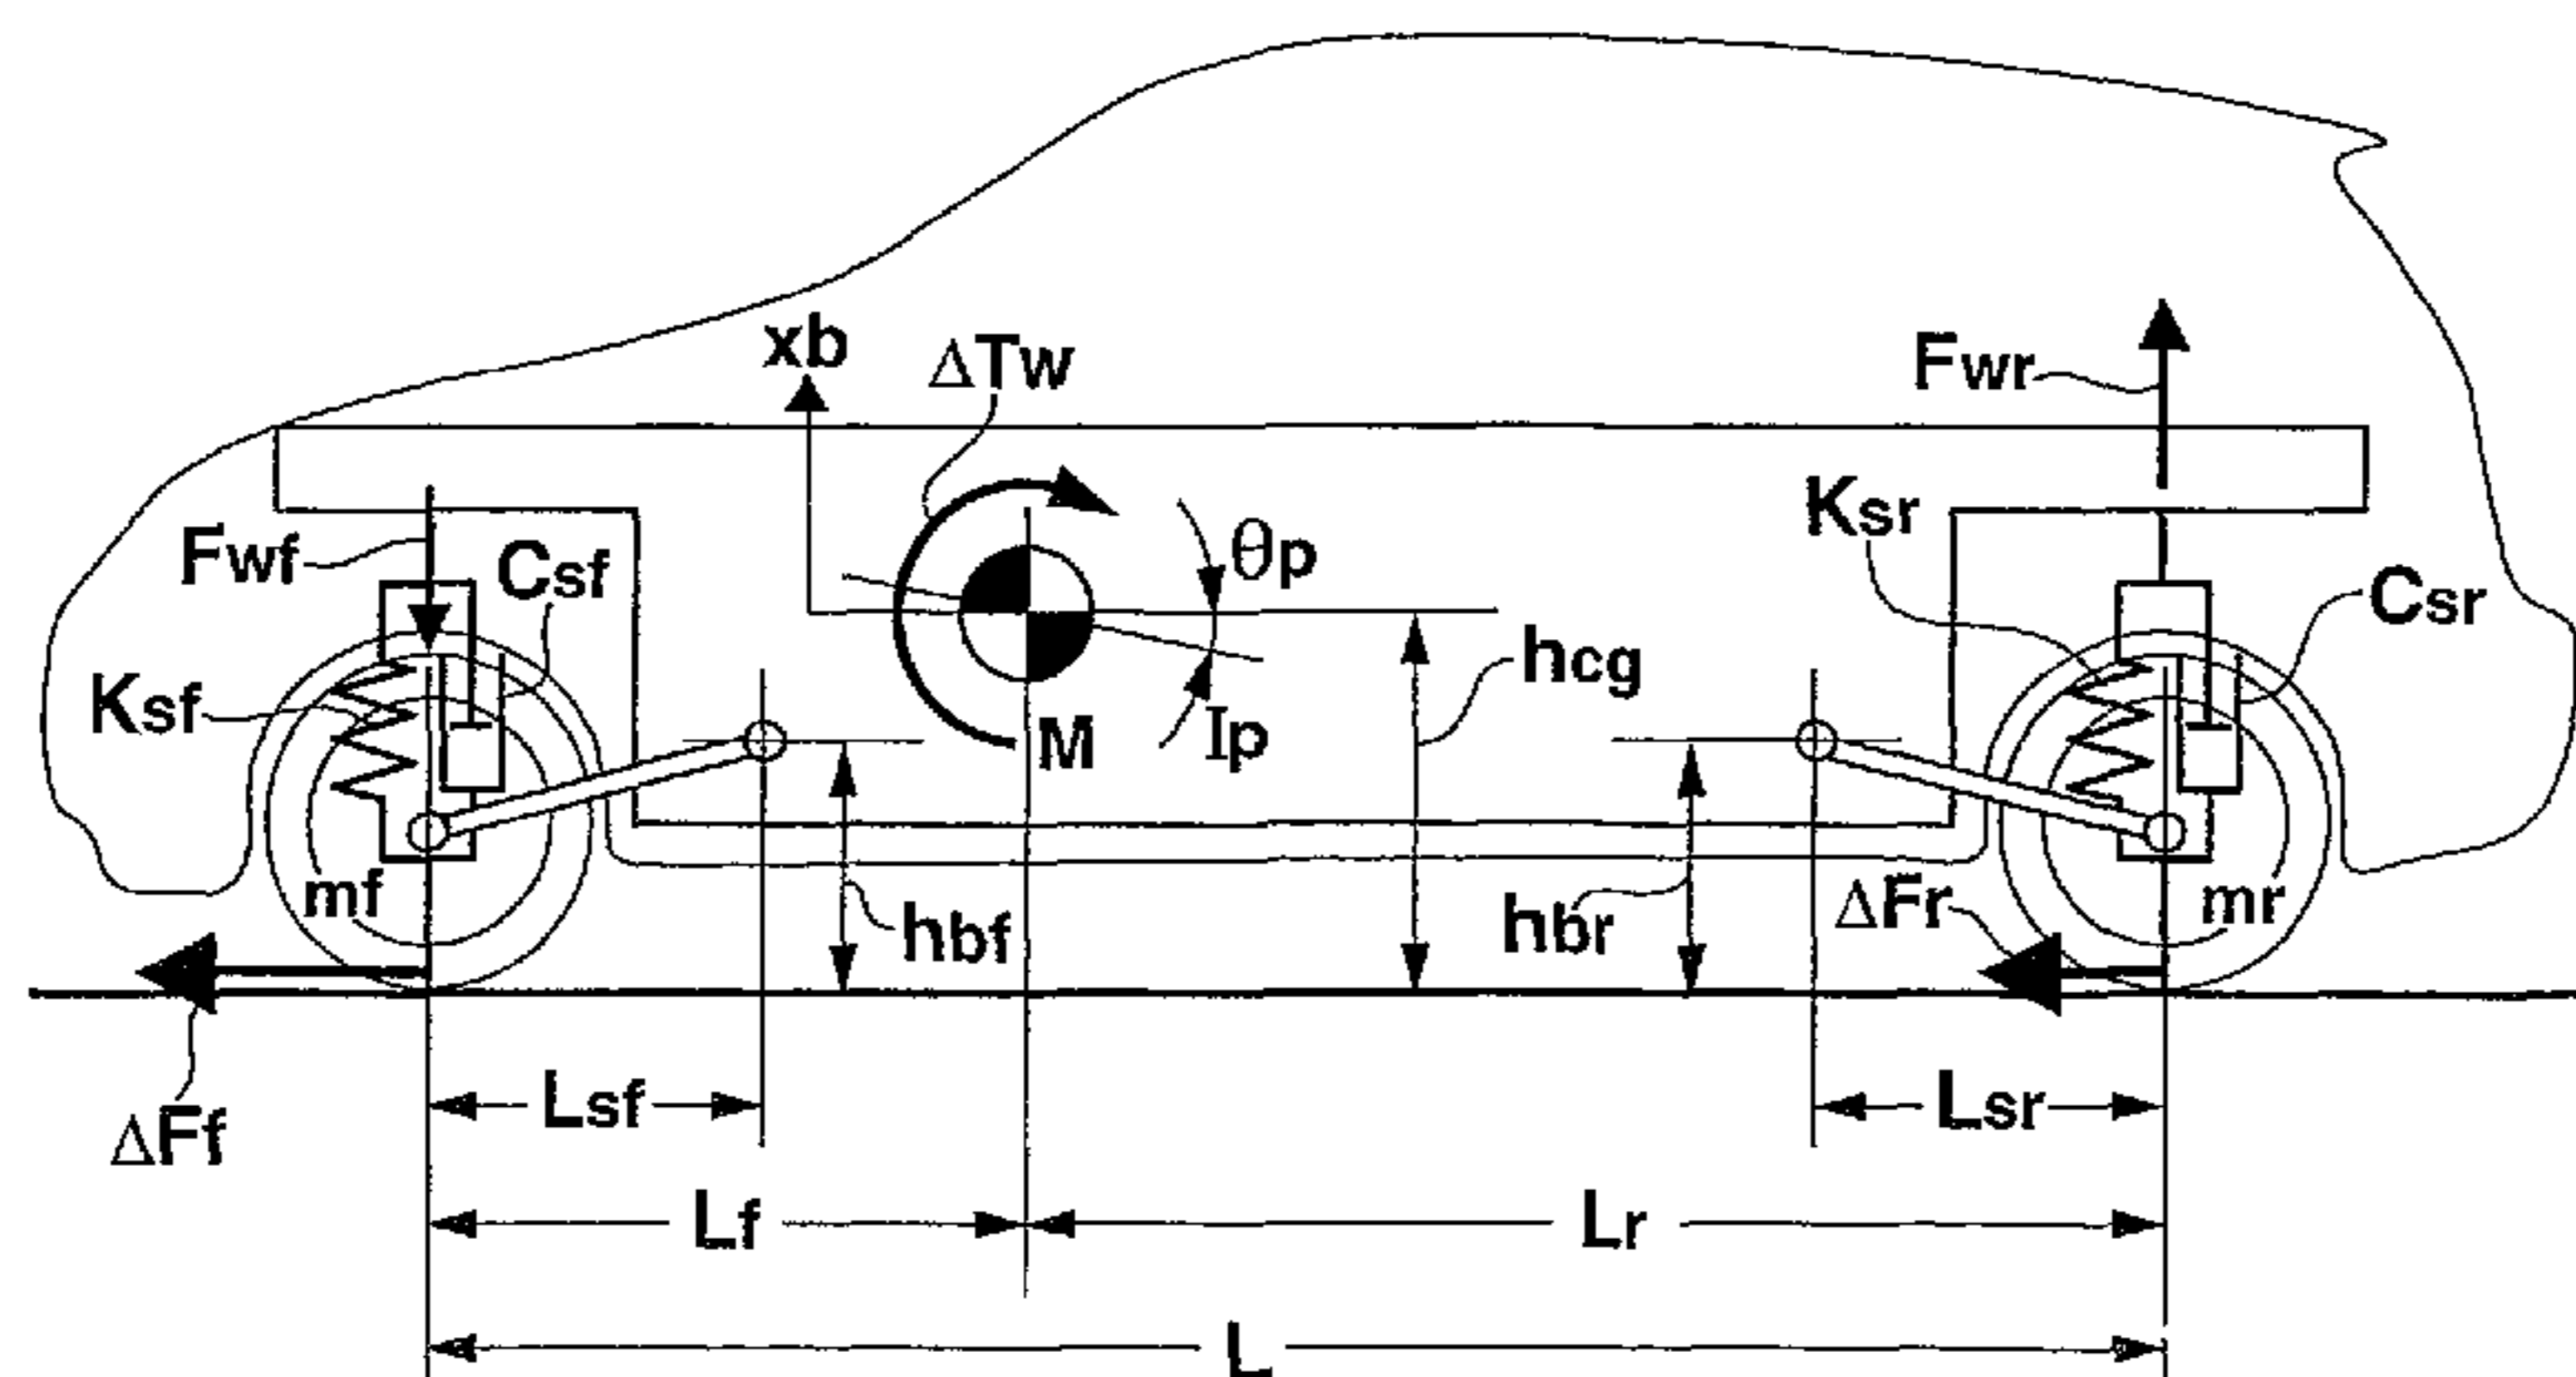 xb
ΔTw
Fwr
Fwf
Csf
θp
Ksr
Csr
Ksf
hcg
M
Ip
mf
hbf
hbr
ΔFr
mr
ΔFf
Lsf
Lsr
Lf
Lr
L